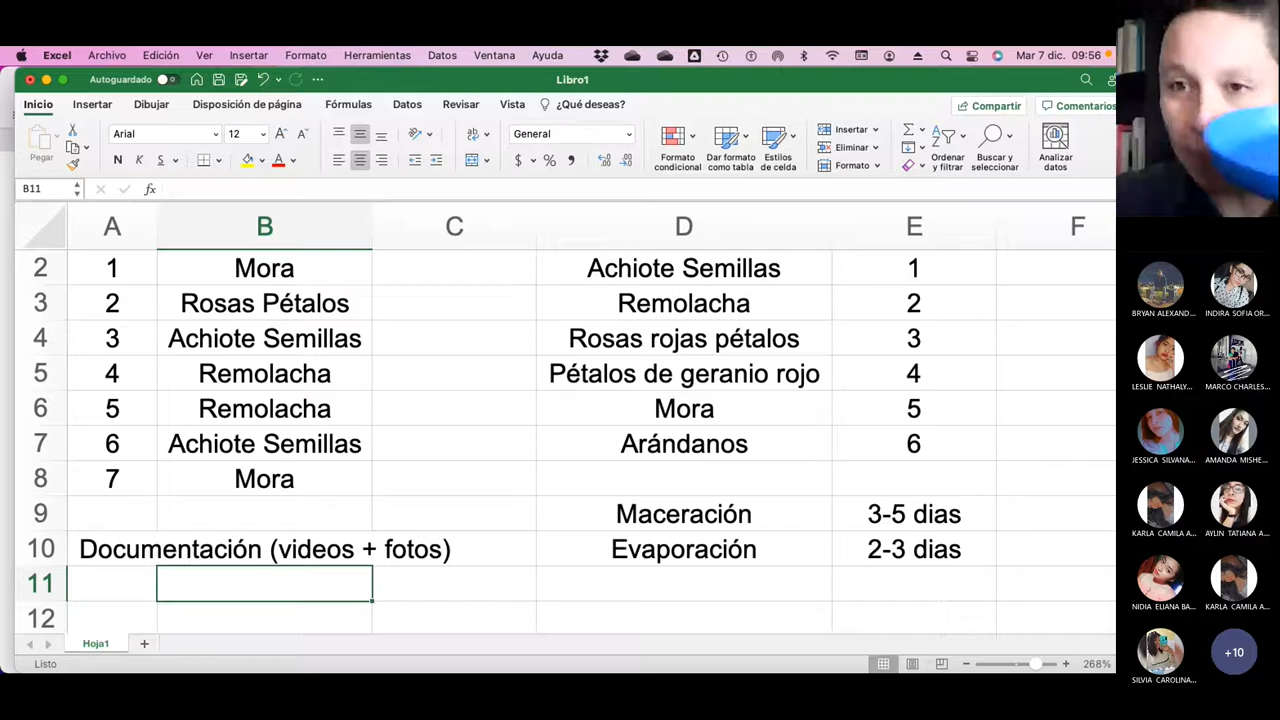 Excel Archivo Edición Ver Insertar Formato Herramientas Datos Ventana Ayuda Mar 7 dic. 09:56
Autoguardado Libro1
Inicio Insertar Dibujar Disposición de página Fórmulas Datos Revisar Vista ¿Qué deseas? Compartir Comentarios
Pegar Arial 12 General Insertar
N K S $ % Formato condicional Dar formato como tabla Estilos de celda Eliminar Formato Ordenar y filtrar Buscar y seleccionar Analizar datos
B11 fx
A B C D E F
2 1 Mora Achiote Semillas 1
3 2 Rosas Pétalos Remolacha 2
4 3 Achiote Semillas Rosas rojas pétalos 3
5 4 Remolacha Pétalos de geranio rojo 4
6 5 Remolacha Mora 5
7 6 Achiote Semillas Arándanos 6
8 7 Mora
9 Maceración 3-5 dias
10 Documentación (videos + fotos) Evaporación 2-3 dias
11
12
Hoja1 +
Listo 268%
BRYAN ALEXAND... INDIRA SOFIA OR...
LESLIE NATHALY... MARCO CHARLES...
JESSICA SILVANA... AMANDA MISHE...
KARLA CAMILA A... AYLIN TATIANA A...
NIDIA ELIANA BA... KARLA CAMILA A...
SILVIA CAROLINA... +10